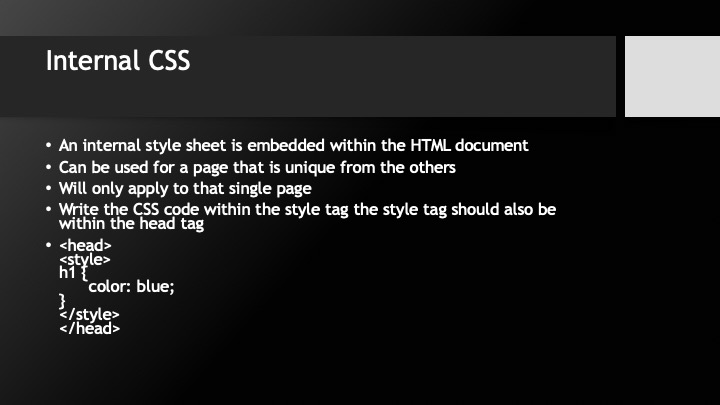 Internal CSS
• An internal style sheet is embedded within the HTML document
• Can be used for a page that is unique from the others
• Will only apply to that single page
• Write the CSS code within the style tag the style tag should also be
within the head tag
• <head>
<style>
h1 {
color: blue;
}
</style>
</head>